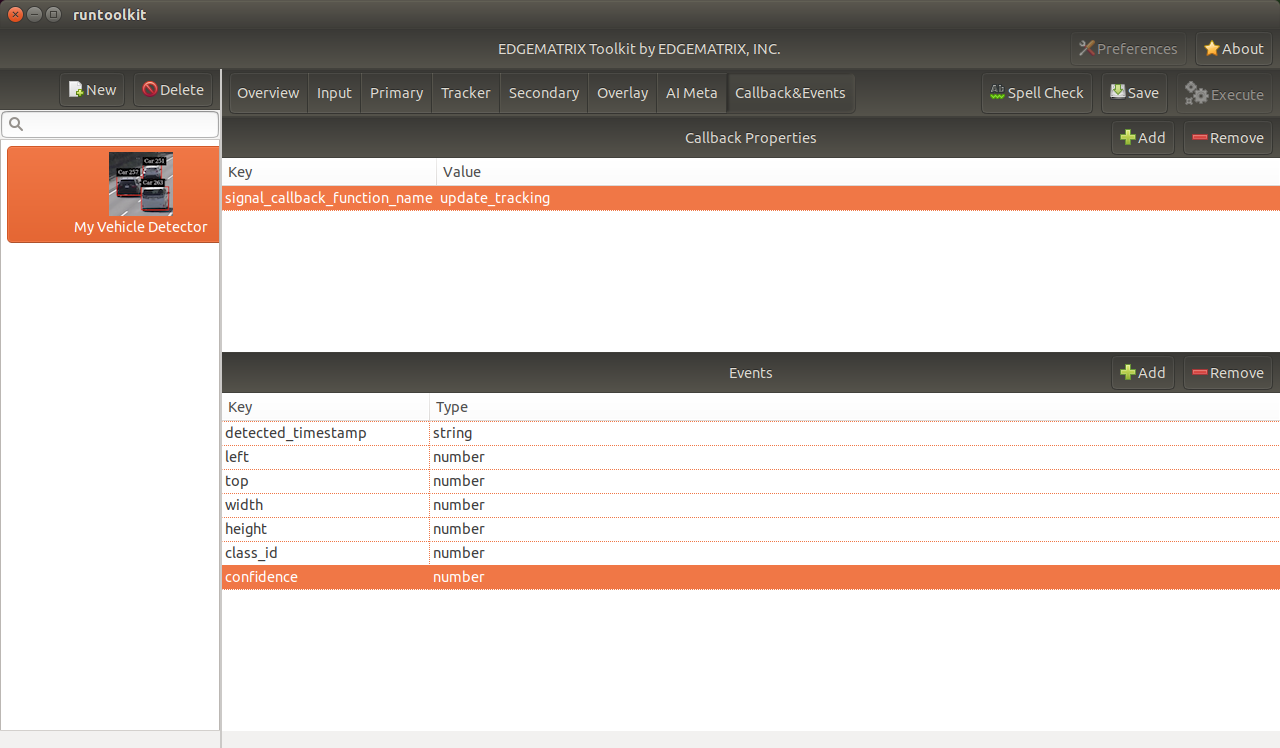 runtoolkit
EDGEMATRIX Toolkit by EDGEMATRIX, INC.
Preferences
About
New
Delete
Overview
Input
Primary
Tracker
Secondary
Overlay
AI Meta
Callback&Events
Spell Check
Save
Execute
Car 251
Car 257
Car 263
My Vehicle Detector
Callback Properties
Add
Remove
Key Value
signal_callback_function_name update_tracking
Events
Add
Remove
Key Type
detected_timestamp string
left number
top number
width number
height number
class_id number
confidence number